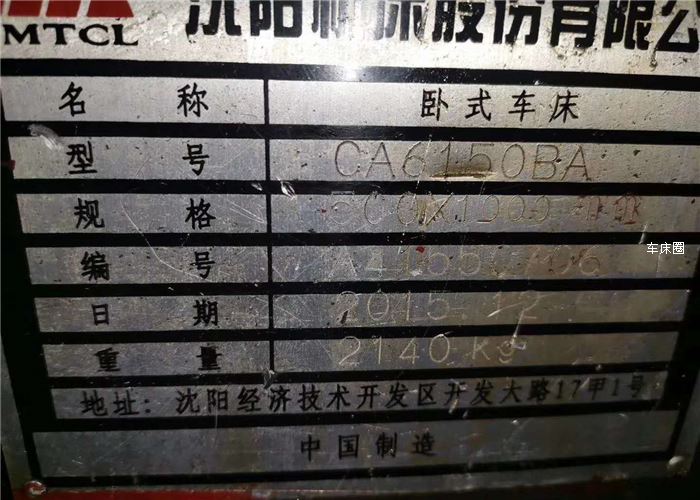 MTCL 沈阳机床股份有限公
名 称 卧式车床
型 号 CA6150BA
规 格
车床圈
编 号
日 期 2015.12
重 量 2140kg
地址: 沈阳经济技术开发区开发大路17甲1号
中国制造